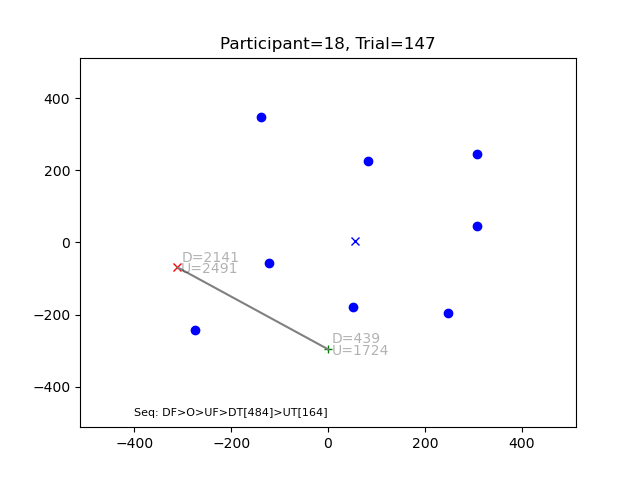 Participant=18, Trial=147
400
200
0
−200
−400
D=2141
U=2491
D=439
U=1724
Seq: DF>O>UF>DT[484]>UT[164]
−400 −200 0 200 400